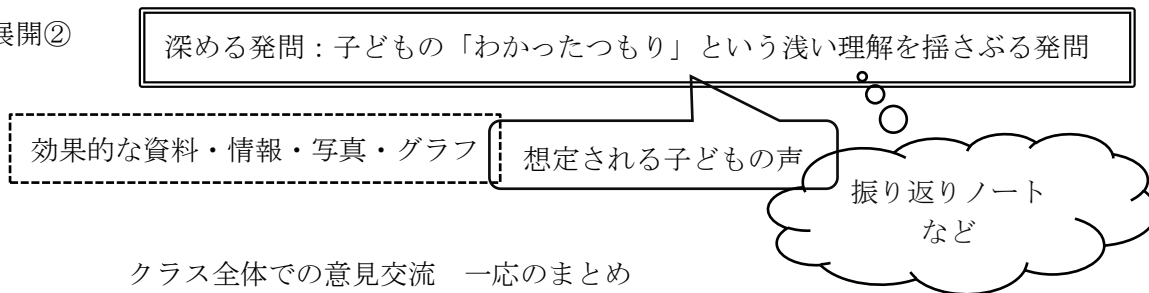 展開②
深める発問：子どもの「わかったつもり」という浅い理解を揺さぶる発問
効果的な資料・情報・写真・グラフ
想定される子どもの声
振り返りノート
など
クラス全体での意見交流　一応のまとめ